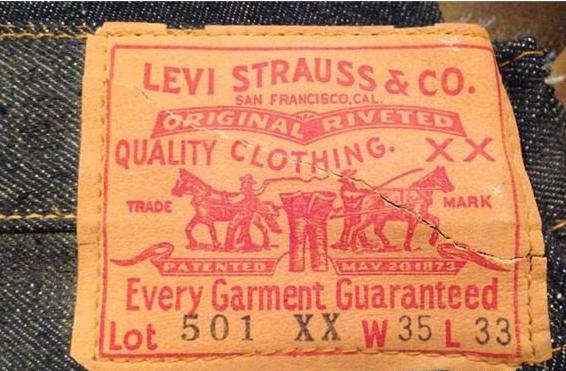 LEVI STRAUSS & CO.
SAN FRANCISCO, CAL.
ORIGINAL RIVETED
QUALITY CLOTHING. XX
TRADE MARK
PATENTED MAY 20 1873
Every Garment Guaranteed
Lot 501 XX W 35 L 33